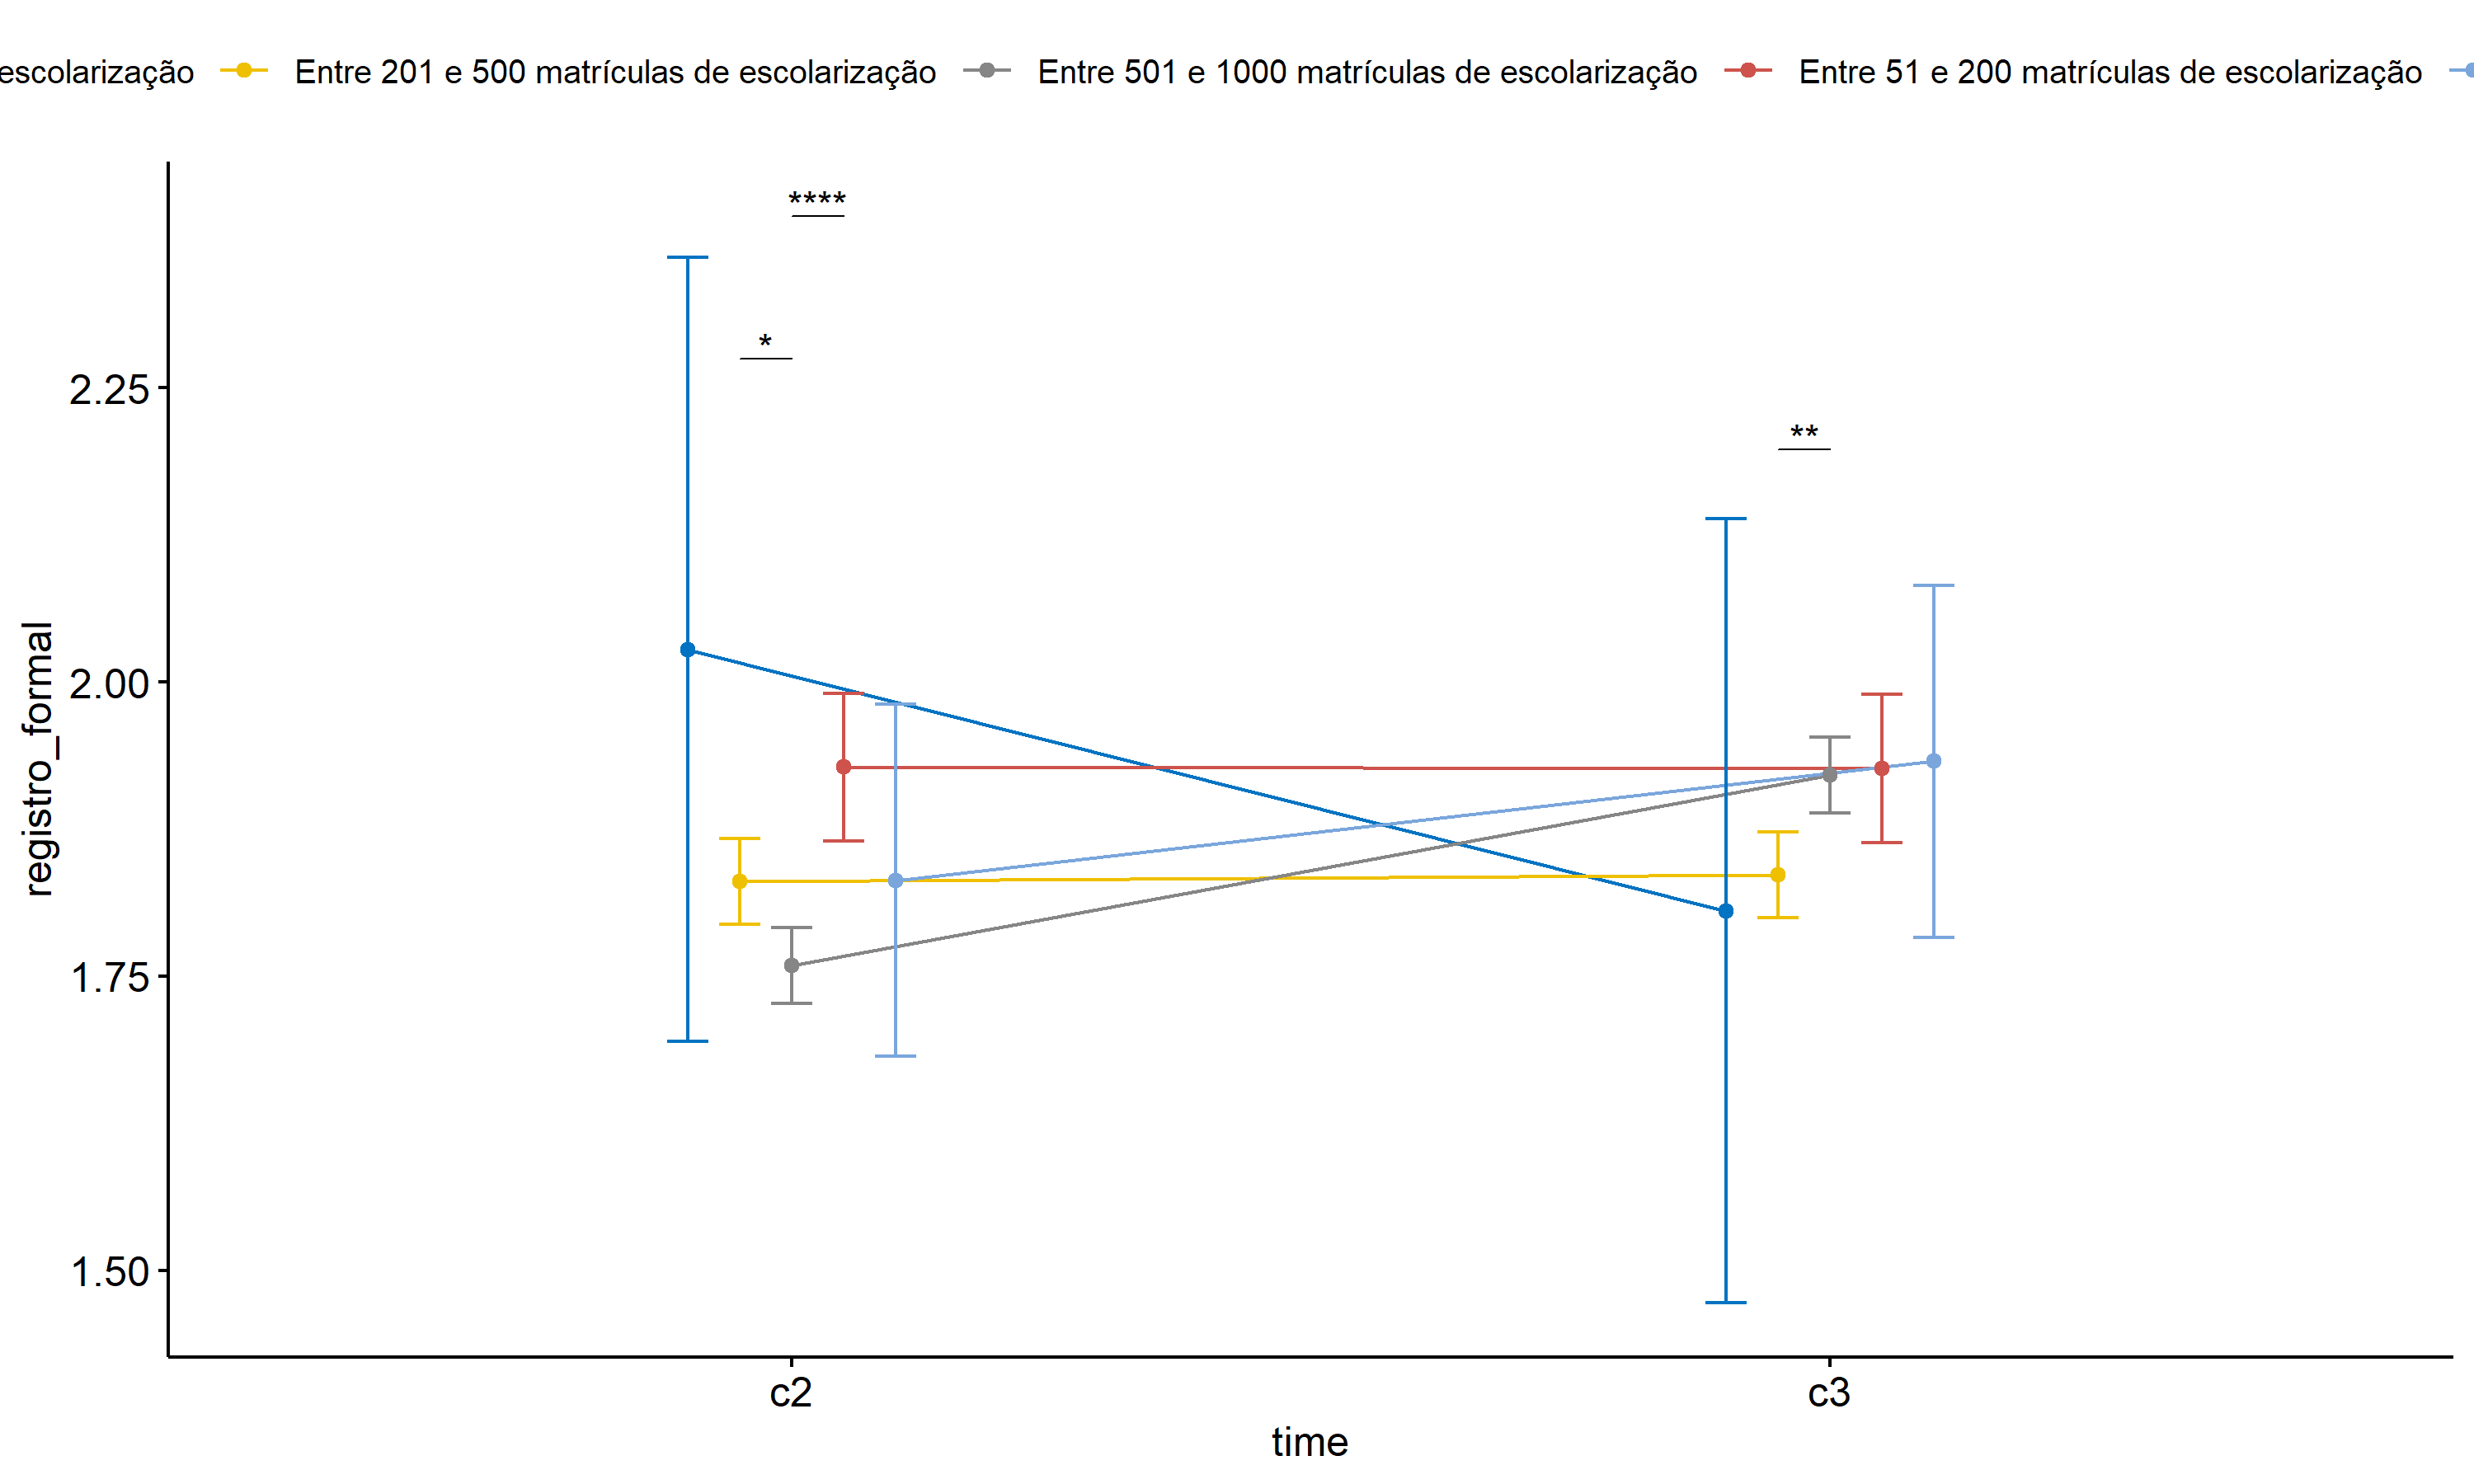 escolarização Entre 201 e 500 matrículas de escolarização Entre 501 e 1000 matrículas de escolarização Entre 51 e 200 matrículas de escolarização
****
*
2.25
**
2.00
registro_formal
1.75
1.50
c2 c3
time